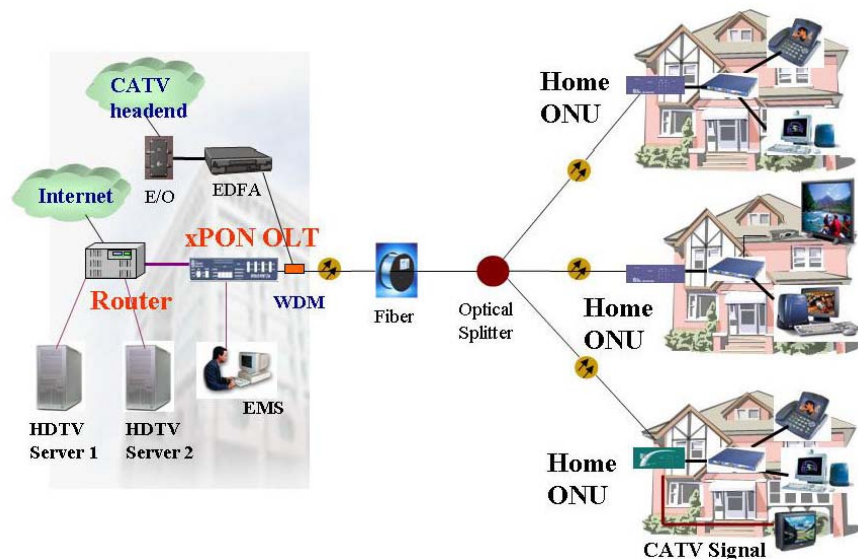 CATV
headend
E/O
EDFA
Internet
xPON OLT
Router
WDM
HDTV
Server 1
HDTV
Server 2
EMS
Fiber
Optical
Splitter
Home
ONU
Home
ONU
Home
ONU
CATV Signal